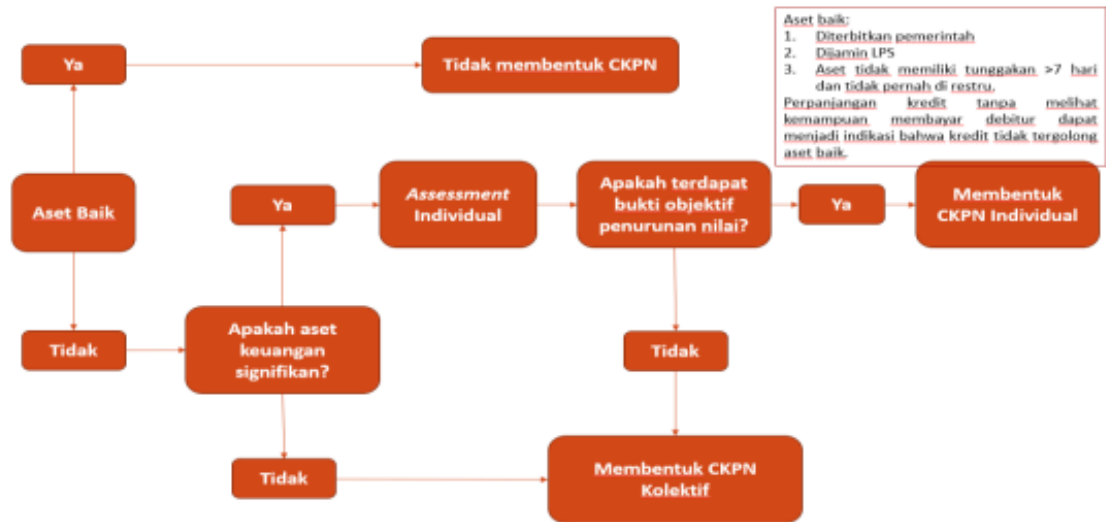 Aset baik:
1. Diterbitkan pemerintah
2. Dijamin LPS
3. Aset tidak memiliki tunggakan >7 hari
dan tidak pernah di restru.
Perpanjangan kredit tanpa melihat
kemampuan membayar debitur dapat
menjadi indikasi bahwa kredit tidak tergolong
aset baik.
Ya
Tidak membentuk CKPN
Aset Baik
Ya
Assessment
Individual
Apakah terdapat
bukti objektif
penurunan nilai?
Ya
Membentuk
CKPN Individual
Tidak
Apakah aset
keuangan
signifikan?
Tidak
Tidak
Membentuk CKPN
Kolektif